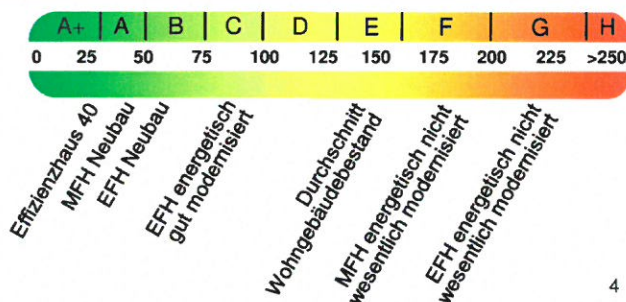 A+ A B C D E F G H
0 25 50 75 100 125 150 175 200 225 >250
Effizienzhaus 40
MFH Neubau
EFH Neubau
EFH energetisch
gut modernisiert
Durchschnitt
Wohngebäudebestand
MFH energetisch nicht
wesentlich modernisiert
EFH energetisch nicht
wesentlich modernisiert
4